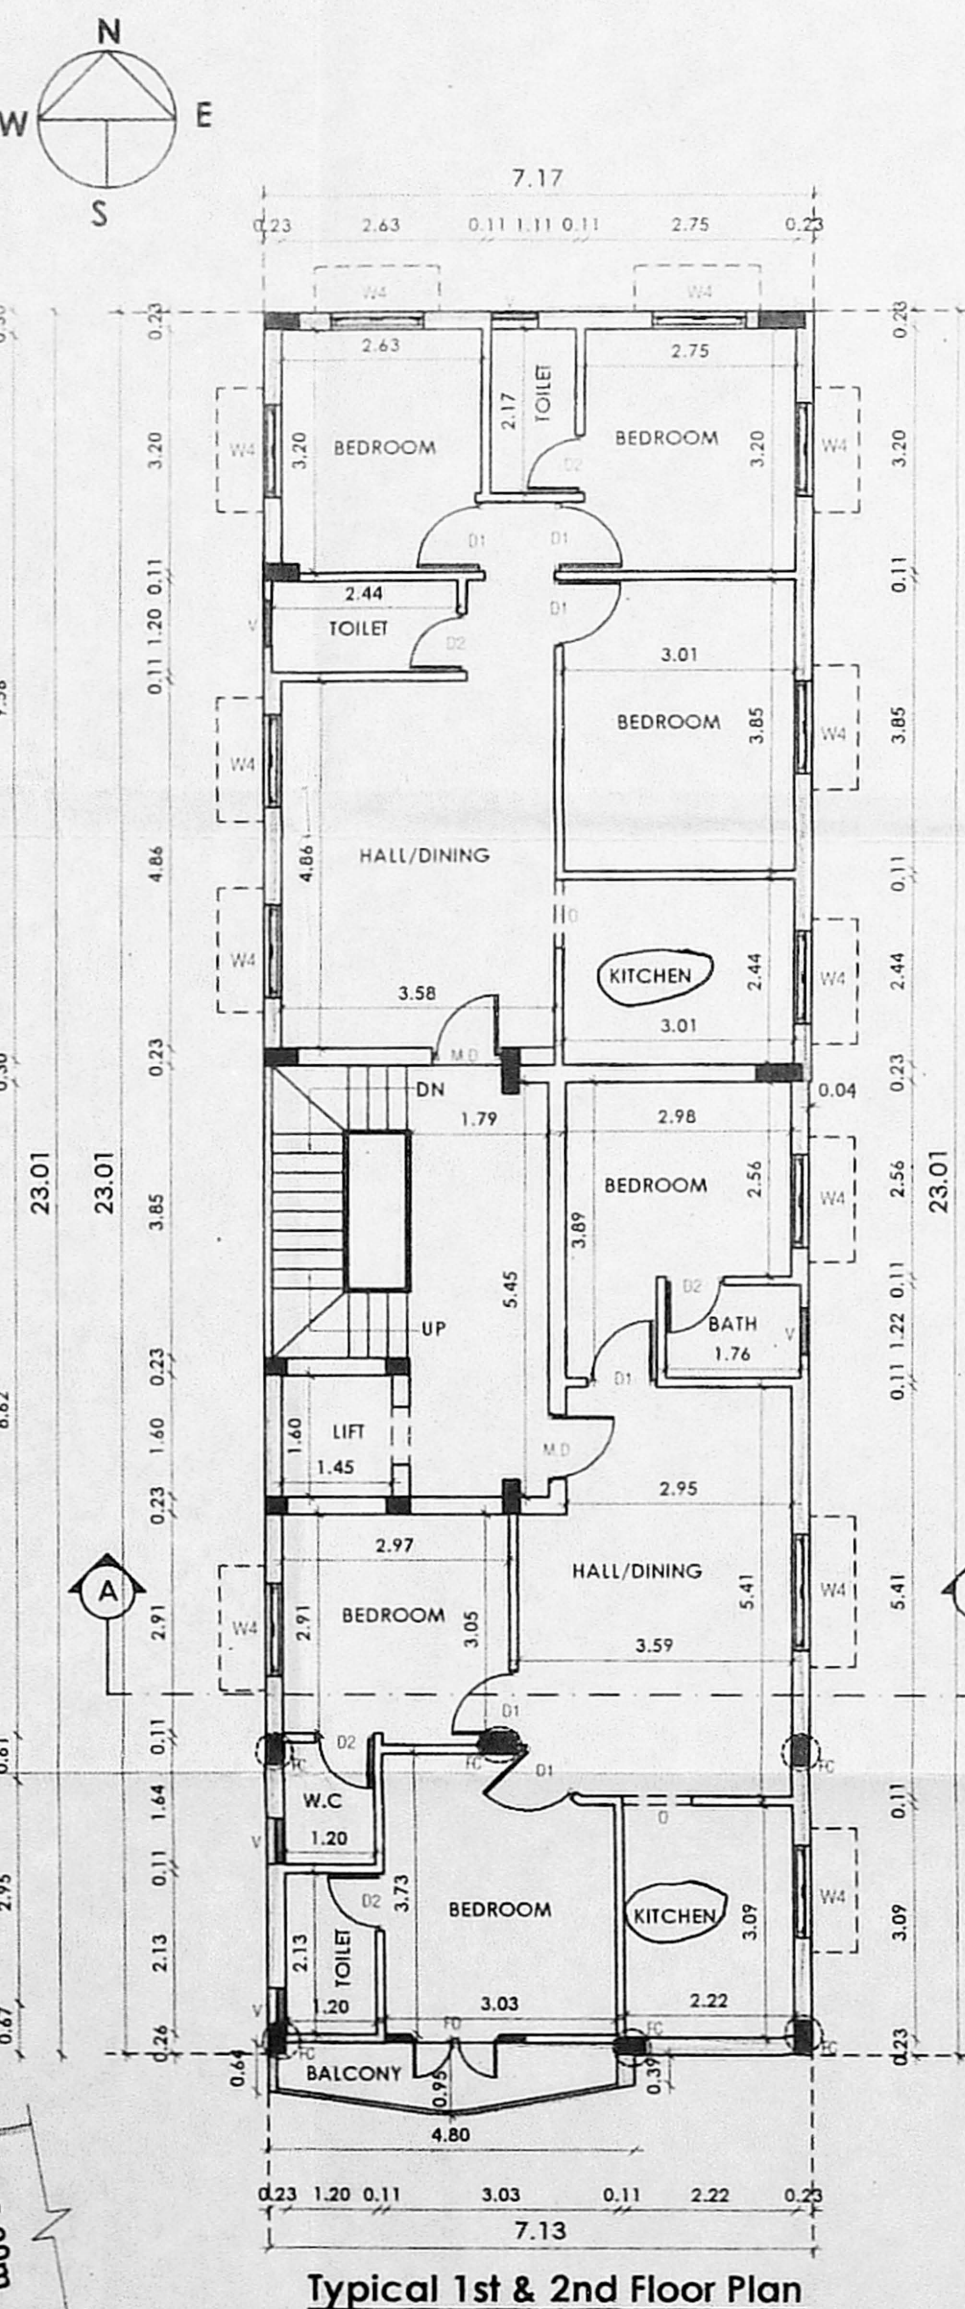 N
W E
S
7.17
0.23 2.63 0.11 1.11 0.11 2.75 0.23
W4 V W4
0.23 0.23
2.63 2.75
2.17 TOILET
W4 3.20 3.20 BEDROOM BEDROOM 3.20 W4 3.20
D2
D1 D1
0.11 0.11
2.44 D1
1.20 V TOILET D2
0.11 3.01
BEDROOM 3.85 W4 3.85
W4
4.86 4.86 HALL/DINING
0.11
D
W4 KITCHEN 2.44 W4 2.44
3.58 3.01
0.23 M.D 0.23
DN 0.04
1.79 2.98
23.01 23.01 3.85 BEDROOM 2.56 W4 2.56 23.01
3.89
5.45
D2 0.11
UP BATH V 1.22
0.23 1.76
D1 0.11
1.60 1.60 LIFT
1.45 M.D
0.23 2.95
2.97
A HALL/DINING
W4 2.91 2.91 BEDROOM 3.05 5.41 W4 5.41
3.59
D1
0.11 D2
FC FC D1 FC
1.64 W.C 0.11
V 1.20 D
0.11
D2 3.73 W4
BEDROOM KITCHEN 3.09 3.09
2.95 2.13 2.13 TOILET
1.20 3.03 2.22
0.67 V FD FC
0.26 FC FC 0.23
0.64 BALCONY 0.95 0.39
4.80
0.23 1.20 0.11 3.03 0.11 2.22 0.23
7.13
Typical 1st & 2nd Floor Plan